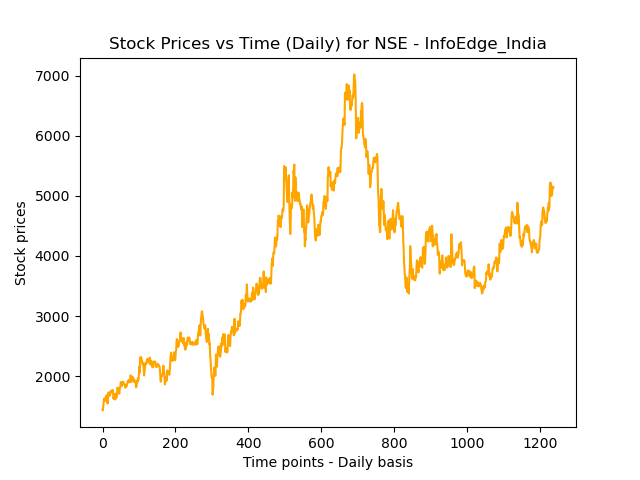 Stock Prices vs Time (Daily) for NSE - InfoEdge_India
Stock prices
7000
6000
5000
4000
3000
2000
0 200 400 600 800 1000 1200
Time points - Daily basis